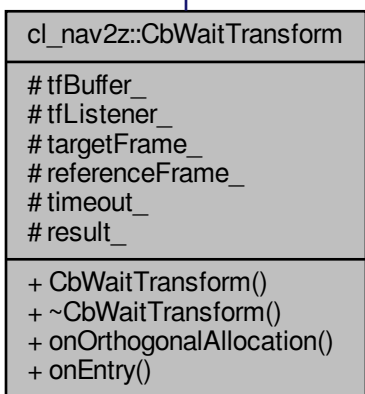 cl_nav2z::CbWaitTransform
# tfBuffer_
# tfListener_
# targetFrame_
# referenceFrame_
# timeout_
# result_
+ CbWaitTransform()
+ ~CbWaitTransform()
+ onOrthogonalAllocation()
+ onEntry()